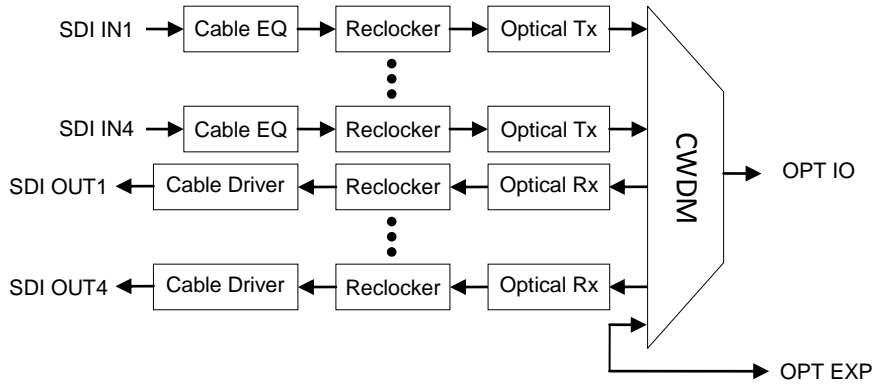 SDI IN1 Cable EQ Reclocker Optical Tx
SDI IN4 Cable EQ Reclocker Optical Tx
SDI OUT1 Cable Driver Reclocker Optical Rx
SDI OUT4 Cable Driver Reclocker Optical Rx
CWDM
OPT IO
OPT EXP